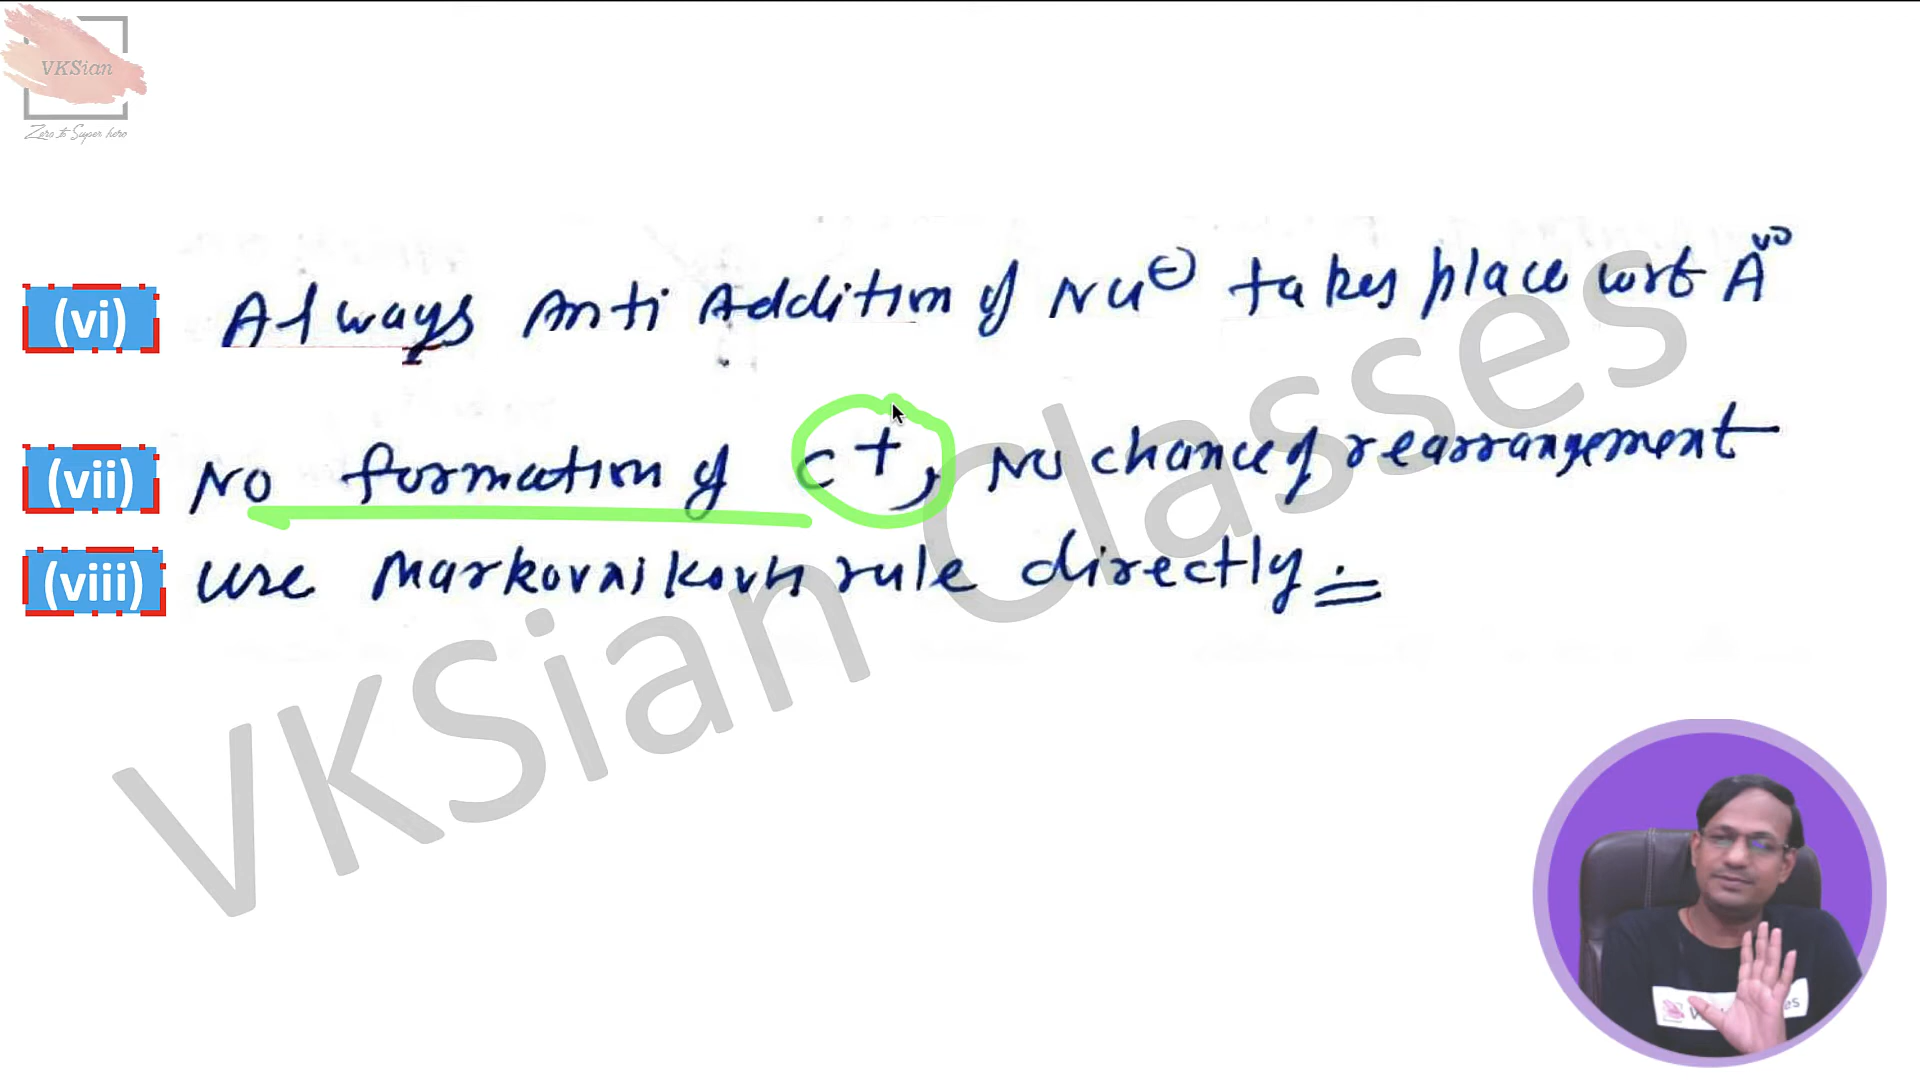 VKSian
Zero to Super hero
(vi) Always Anti Addition of Nu⊖ takes place wrt
(vii) No formation of C+, No chance of rearrangement
(viii) use Markovnikovn rule directly.
VKSian Classes